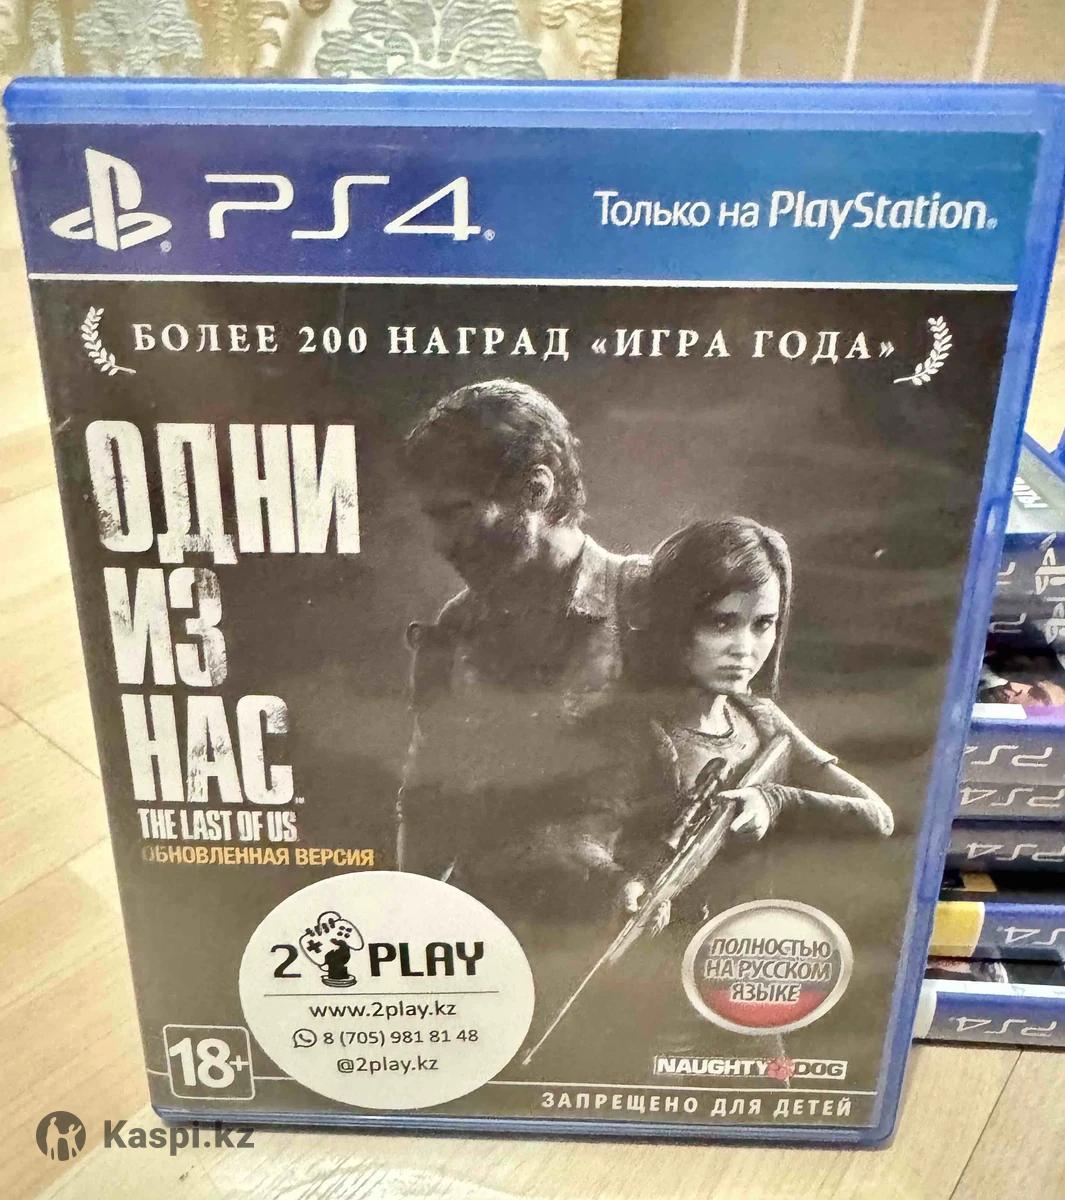 PS4
Только на PlayStation
БОЛЕЕ 200 НАГРАД «ИГРА ГОДА»
ОДНИ
ИЗ
НАС
THE LAST OF US
ОБНОВЛЕННАЯ ВЕРСИЯ
2 PLAY
www.2play.kz
8 (705) 981 81 48
@2play.kz
ПОЛНОСТЬЮ
НА РУССКОМ
ЯЗЫКЕ
18+
NAUGHTY DOG
ЗАПРЕЩЕНО ДЛЯ ДЕТЕЙ
Kaspi.kz
PS4
PS4
PS4
PS4
PS4